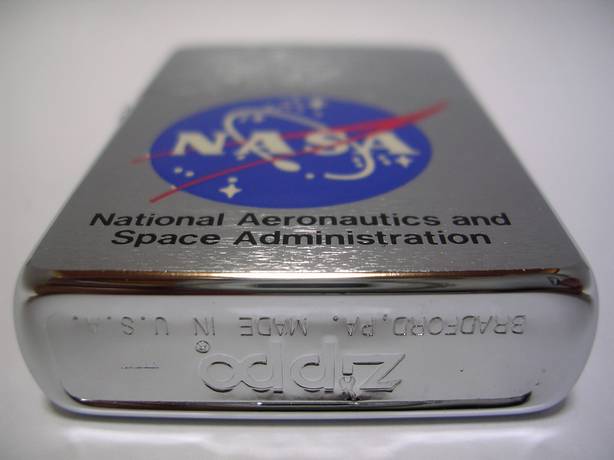 NASA
National Aeronautics and
Space Administration
BRADFORD, PA. MADE IN U.S.A.
Zippo®